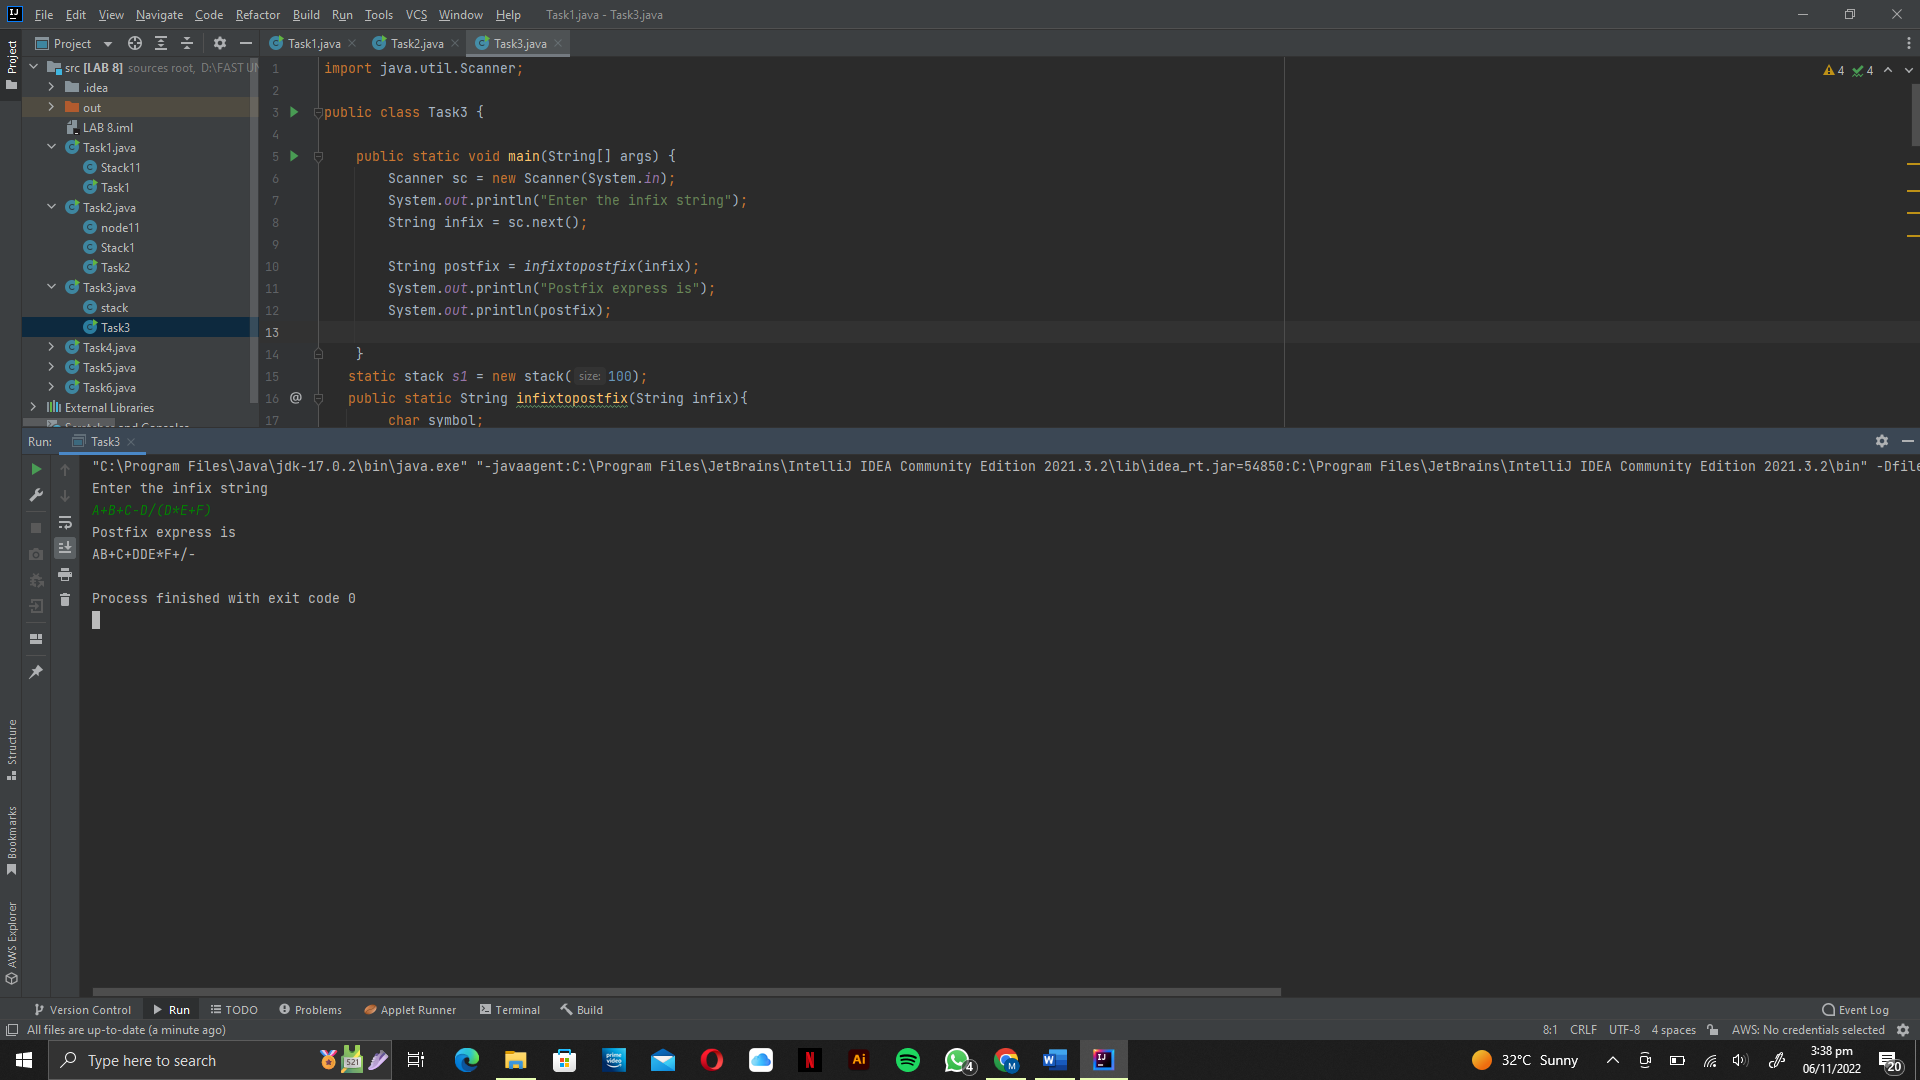 File Edit View Navigate Code Refactor Build Run Tools VCS Window Help Task1.java - Task3.java
Project Task1.java Task2.java Task3.java
Project
src [LAB 8] sources root, D:\FAST UN
.idea
out
LAB 8.iml
Task1.java
Stack11
Task1
Task2.java
node11
Stack1
Task2
Task3.java
stack
Task3
Task4.java
Task5.java
Task6.java
External Libraries
Scratches and Consoles
4 4
1 import java.util.Scanner;
2
3 public class Task3 {
4
5 public static void main(String[] args) {
6 Scanner sc = new Scanner(System.in);
7 System.out.println("Enter the infix string");
8 String infix = sc.next();
9
10 String postfix = infixtopostfix(infix);
11 System.out.println("Postfix express is");
12 System.out.println(postfix);
13
14 }
15 static stack s1 = new stack( size: 100);
16 @ public static String infixtopostfix(String infix){
17 char symbol;
Run: Task3
"C:\Program Files\Java\jdk-17.0.2\bin\java.exe" "-javaagent:C:\Program Files\JetBrains\IntelliJ IDEA Community Edition 2021.3.2\lib\idea_rt.jar=54850:C:\Program Files\JetBrains\IntelliJ IDEA Community Edition 2021.3.2\bin" -Dfile
Enter the infix string
A+B+C-D/(D*E+F)
Postfix express is
AB+C+DDE*F+/-
Process finished with exit code 0
Structure
Bookmarks
AWS Explorer
Version Control Run TODO Problems Applet Runner Terminal Build Event Log
All files are up-to-date (a minute ago) 8:1 CRLF UTF-8 4 spaces AWS: No credentials selected
Type here to search 32°C Sunny 3:38 pm
06/11/2022
prime video
Ai
4
20